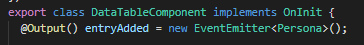 export class DataTableComponent implements OnInit {
@Output() entryAdded = new EventEmitter<Persona>();